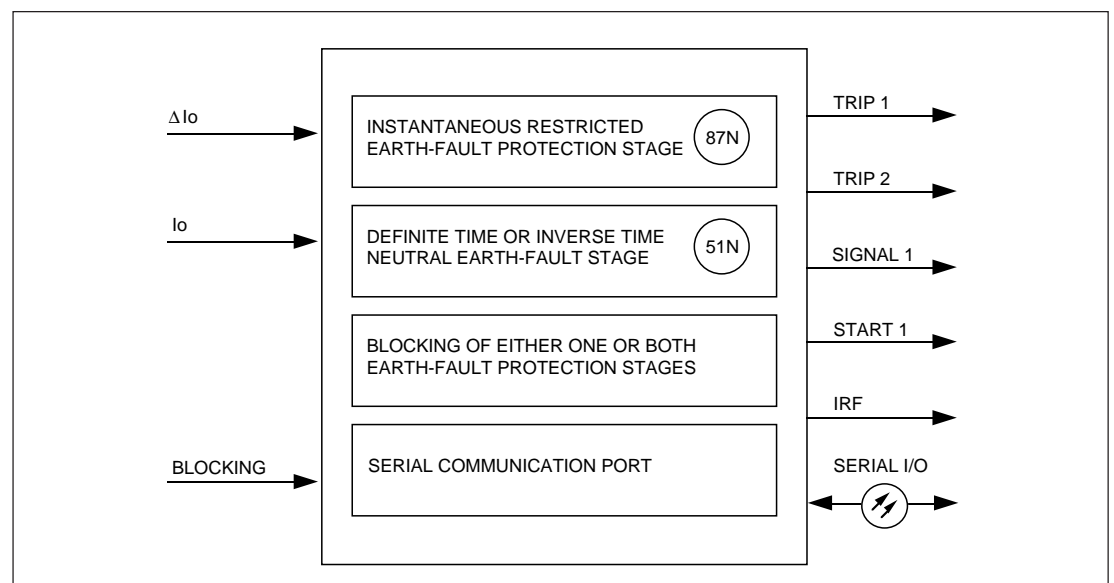 ΔIo
Io
BLOCKING
INSTANTANEOUS RESTRICTED
EARTH-FAULT PROTECTION STAGE
87N
DEFINITE TIME OR INVERSE TIME
NEUTRAL EARTH-FAULT STAGE
51N
BLOCKING OF EITHER ONE OR BOTH
EARTH-FAULT PROTECTION STAGES
SERIAL COMMUNICATION PORT
TRIP 1
TRIP 2
SIGNAL 1
START 1
IRF
SERIAL I/O